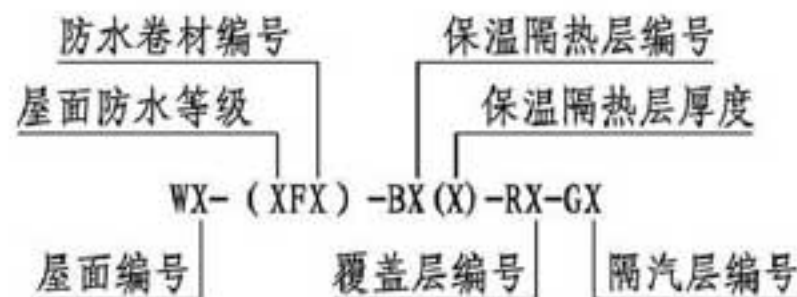 防水卷材编号 保温隔热层编号
屋面防水等级 保温隔热层厚度
WX-(XFX)-BX(X)-RX-GX
屋面编号 覆盖层编号 隔汽层编号